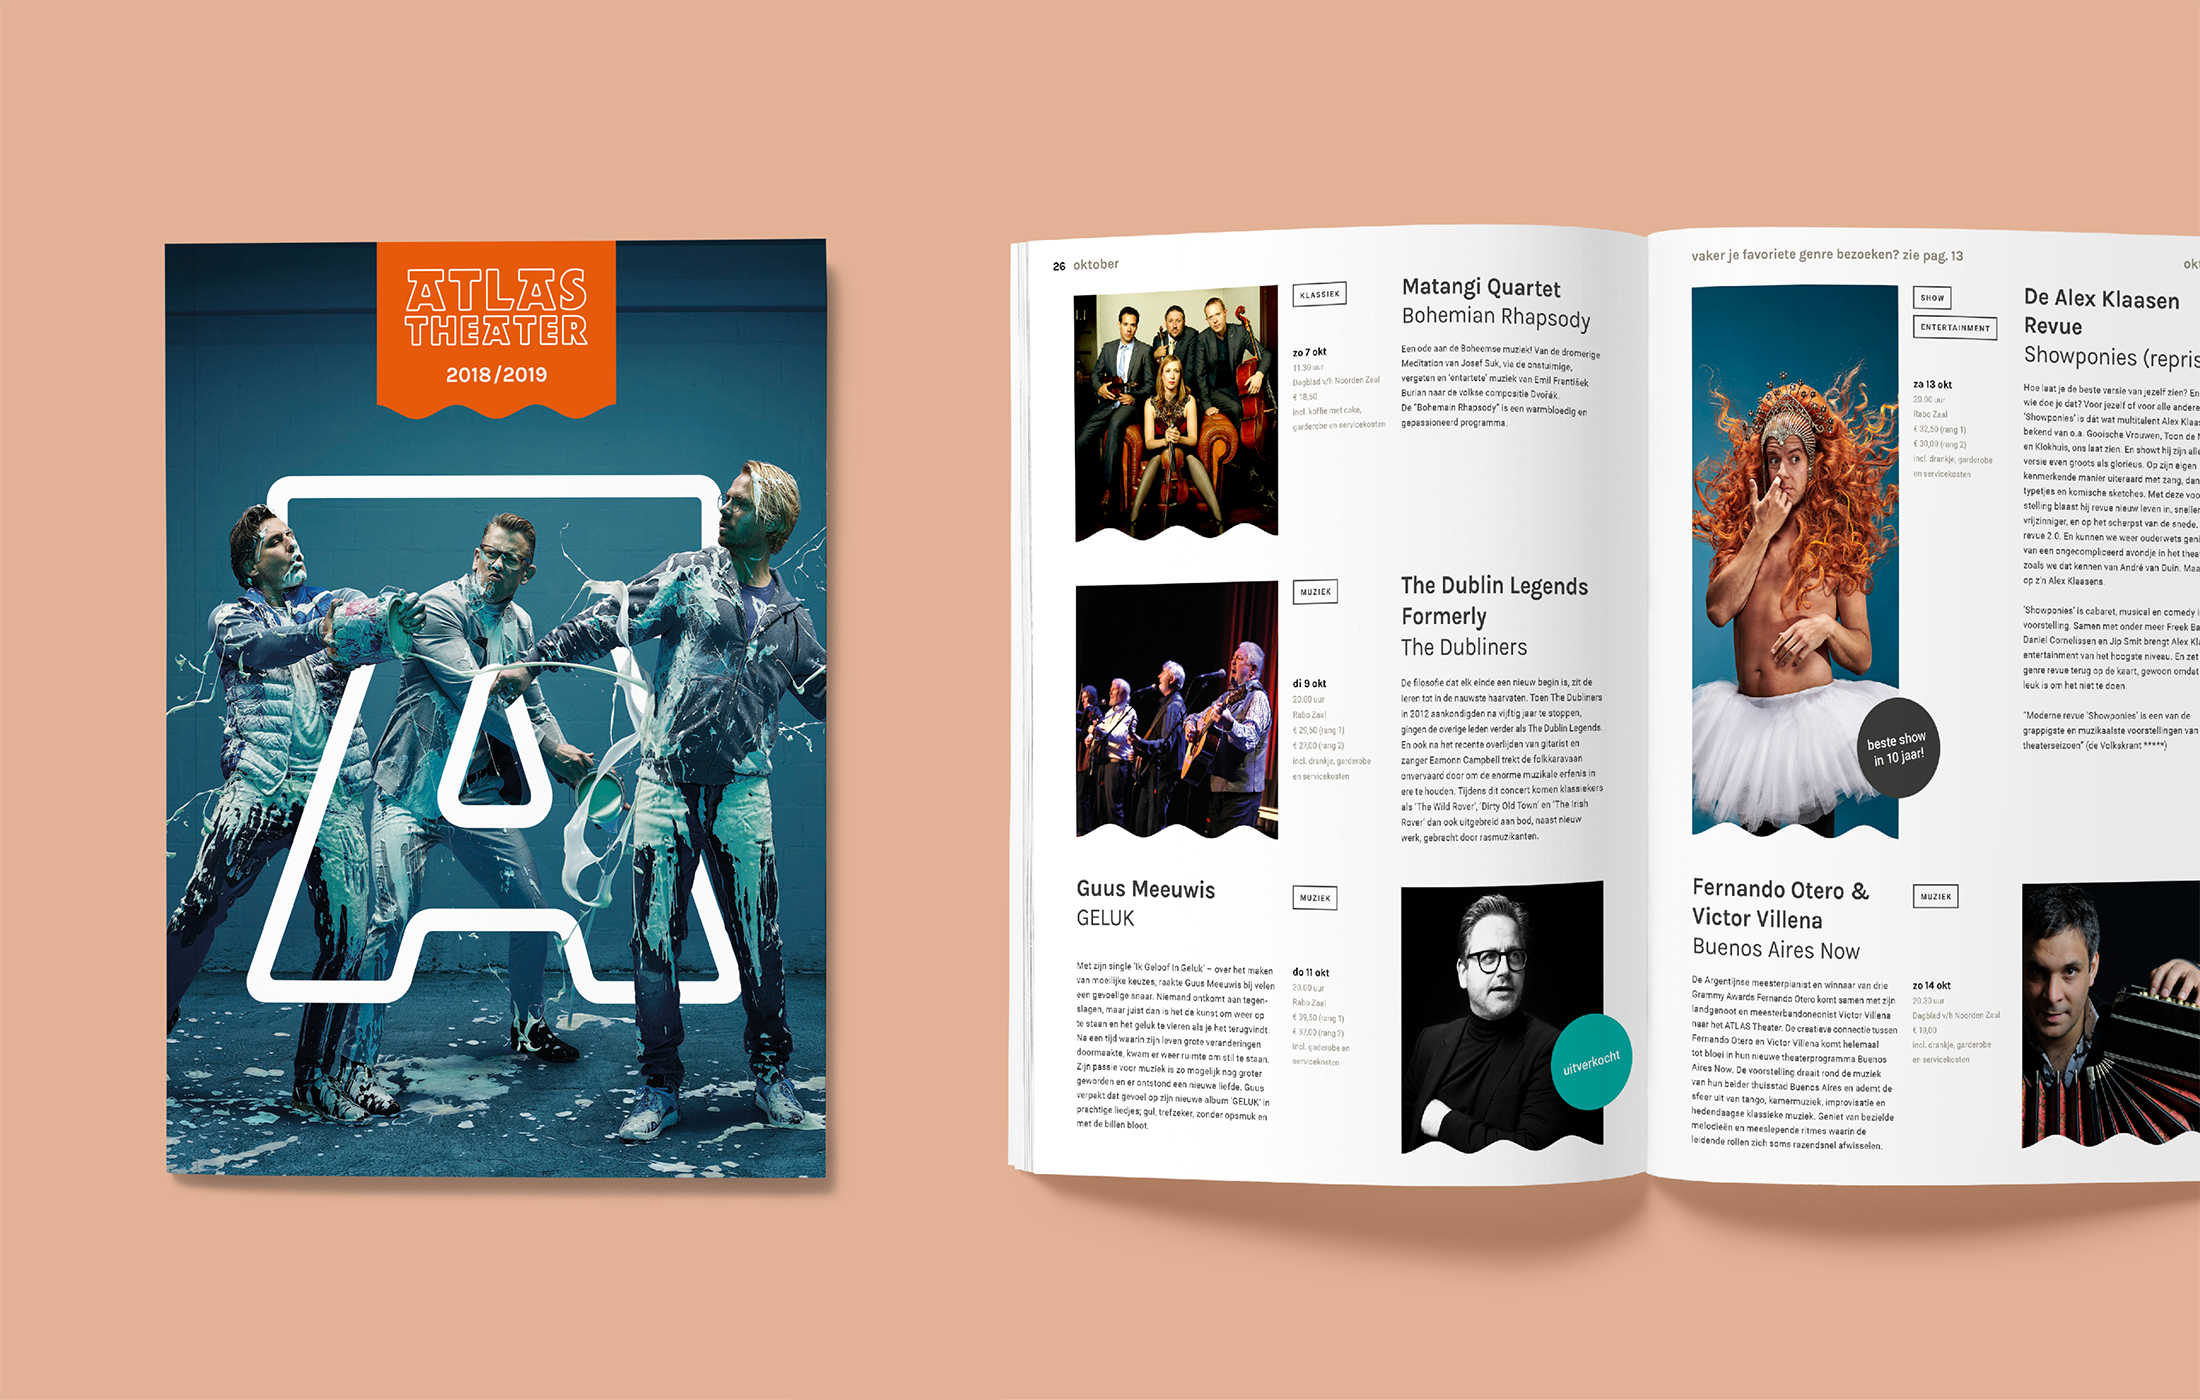 ATLAS
THEATER
2018/2019
26 oktober
KLASSIEK
zo 7 okt
11.30 uur
Dagblad v/h Noorden Zaal
€ 18,50
incl. koffie met cake,
garderobe en servicekosten
Matangi Quartet
Bohemian Rhapsody
Een ode aan de Boheemse muziek! Van de dromerige
Meditation van Josef Suk, via de onstuimige,
vergeten en 'entartete' muziek van Emil František
Burian naar de volkse compositie Dvořák.
De "Bohemain Rhapsody" is een warmbloedig en
gepassioneerd programma.
MUZIEK
di 9 okt
20.00 uur
Rabo Zaal
€ 29,50 (rang 1)
€ 27,00 (rang 2)
incl. drankje, garderobe
en servicekosten
The Dublin Legends
Formerly
The Dubliners
De filosofie dat elk einde een nieuw begin is, zit de
Ieren tot in de nauwste haarvaten. Toen The Dubliners
in 2012 aankondigden na vijftig jaar te stoppen,
gingen de overige leden verder als The Dublin Legends.
En ook na het recente overlijden van gitarist en
zanger Eamonn Campbell trekt de folkkaravaan
onvervaard door om de enorme muzikale erfenis in
ere te houden. Tijdens dit concert komen klassiekers
als 'The Wild Rover', 'Dirty Old Town' en 'The Irish
Rover' dan ook uitgebreid aan bod, naast nieuw
werk, gebracht door rasmuzikanten.
Guus Meeuwis
GELUK
Met zijn single 'Ik Geloof In Geluk' – over het maken
van moeilijke keuzes, raakte Guus Meeuwis bij velen
een gevoelige snaar. Niemand ontkomt aan tegen-
slagen, maar juist dan is het de kunst om weer op
te staan en het geluk te vieren als je het terugvindt.
Na een tijd waarin zijn leven grote veranderingen
doormaakte, kwam er weer ruimte om stil te staan.
Zijn passie voor muziek is zo mogelijk nog groter
geworden en er ontstond een nieuwe liefde. Guus
verpakt dat gevoel op zijn nieuwe album 'GELUK' in
prachtige liedjes; gul, trefzeker, zonder opsmuk en
met de billen bloot.
MUZIEK
do 11 okt
20.00 uur
Rabo Zaal
€ 39,50 (rang 1)
€ 37,00 (rang 2)
incl. gaderobe en
servicekosten
uitverkocht
vaker je favoriete genre bezoeken? zie pag. 13
SHOW
ENTERTAINMENT
za 13 okt
20.00 uur
Rabo Zaal
€ 32,50 (rang 1)
€ 30,00 (rang 2)
incl. drankje, garderobe
en servicekosten
beste show
in 10 jaar!
De Alex Klaasen
Revue
Showponies (repris
Hoe laat je de beste versie van jezelf zien? En
wie doe je dat? Voor jezelf of voor alle andere
'Showponies' is dát wat multitalent Alex Klaa
bekend van o.a. Gooische Vrouwen, Toon de
en Klokhuis, ons laat zien. En showt hij zijn alle
versie even groots als glorieus. Op zijn eigen
kenmerkende manier uiteraard met zang, dan
typetjes en komische sketches. Met deze voo
stelling blaast hij revue nieuw leven in, sneller
vrijzinniger, en op het scherpst van de snede.
revue 2.0. En kunnen we weer ouderwets geni
van een ongecompliceerd avondje in het thea
zoals we dat kennen van André van Duin. Maa
op z'n Alex Klaasens.
'Showponies' is cabaret, musical en comedy i
voorstelling. Samen met onder meer Freek Ba
Daniel Cornelissen en Jip Smit brengt Alex Kl
entertainment van het hoogste niveau. En zet
genre revue terug op de kaart, gewoon omdat
leuk is om het niet te doen.
"Moderne revue 'Showponies' is een van de
grappigste en muzikaalste voorstellingen van
theaterseizoen" (de Volkskrant *****)
Fernando Otero &
Victor Villena
Buenos Aires Now
De Argentijnse meesterpianist en winnaar van drie
Grammy Awards Fernando Otero komt samen met zijn
landgenoot en meesterbandoneonist Victor Villena
naar het ATLAS Theater. De creatieve connectie tussen
Fernando Otero en Victor Villena komt helemaal
tot bloei in hun nieuwe theaterprogramma Buenos
Aires Now. De voorstelling draait rond de muziek
van hun beider thuisstad Buenos Aires en ademt de
sfeer uit van tango, kamermuziek, improvisatie en
hedendaagse klassieke muziek. Geniet van bezielde
melodieën en meeslepende ritmes waarin de
leidende rollen zich soms razendsnel afwisselen.
MUZIEK
zo 14 okt
20.30 uur
Dagblad v/h Noorden Zaal
€ 19,00
incl. drankje, garderobe
en servicekosten